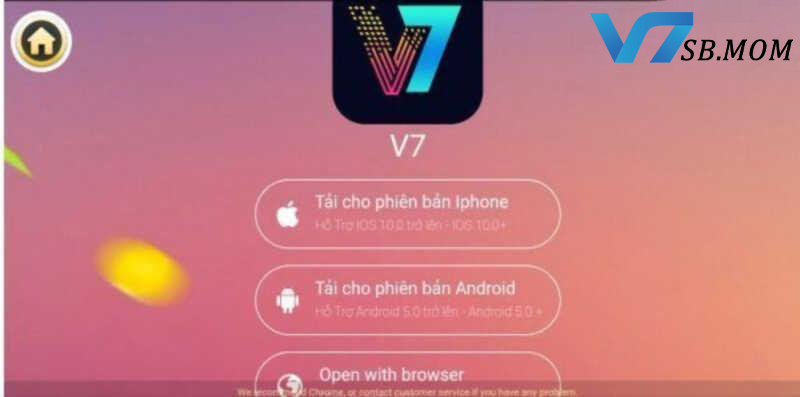 V7
V7SB.MOM
V7
Tải cho phiên bản Iphone
Hỗ Trợ IOS 10.0 trở lên - IOS 10.0+
Tải cho phiên bản Android
Hỗ Trợ Android 5.0 trở lên - Android 5.0 +
Open with browser
We recommend Chrome, or contact customer service if you have any problem.